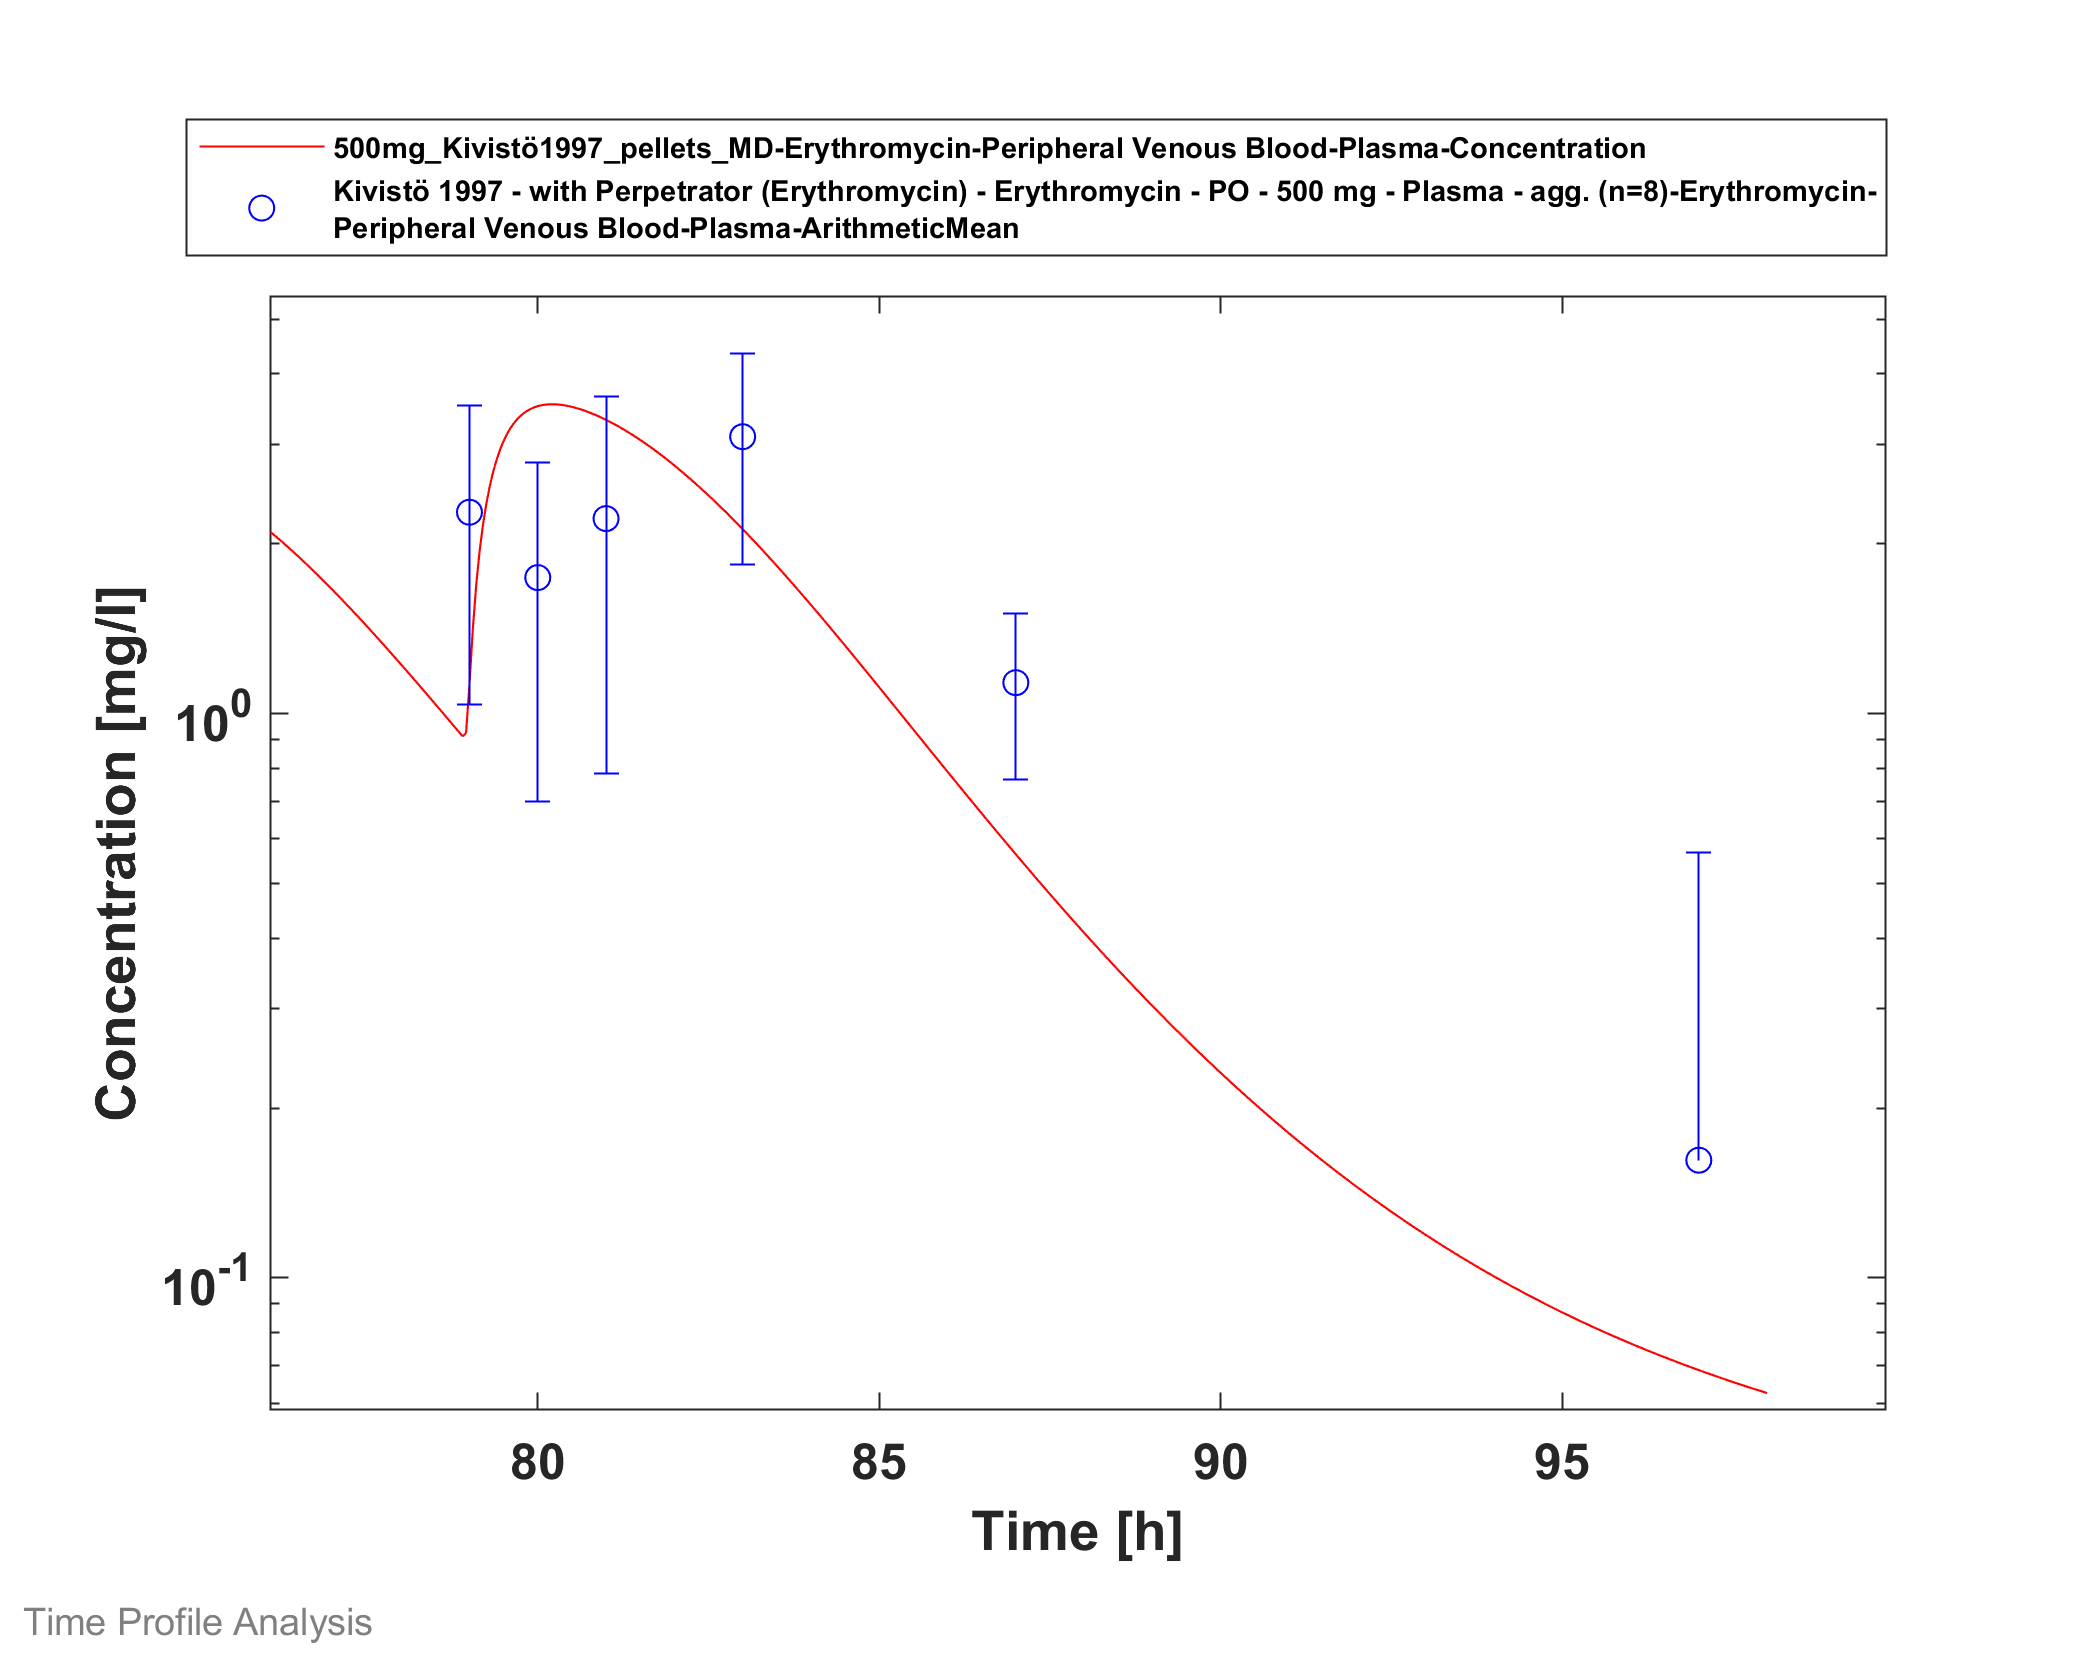 500mg_Kivistö1997_pellets_MD-Erythromycin-Peripheral Venous Blood-Plasma-Concentration
Kivistö 1997 - with Perpetrator (Erythromycin) - Erythromycin - PO - 500 mg - Plasma - agg. (n=8)-Erythromycin-
Peripheral Venous Blood-Plasma-ArithmeticMean
Concentration [mg/l]
10^0
10^-1
80 85 90 95
Time [h]
Time Profile Analysis